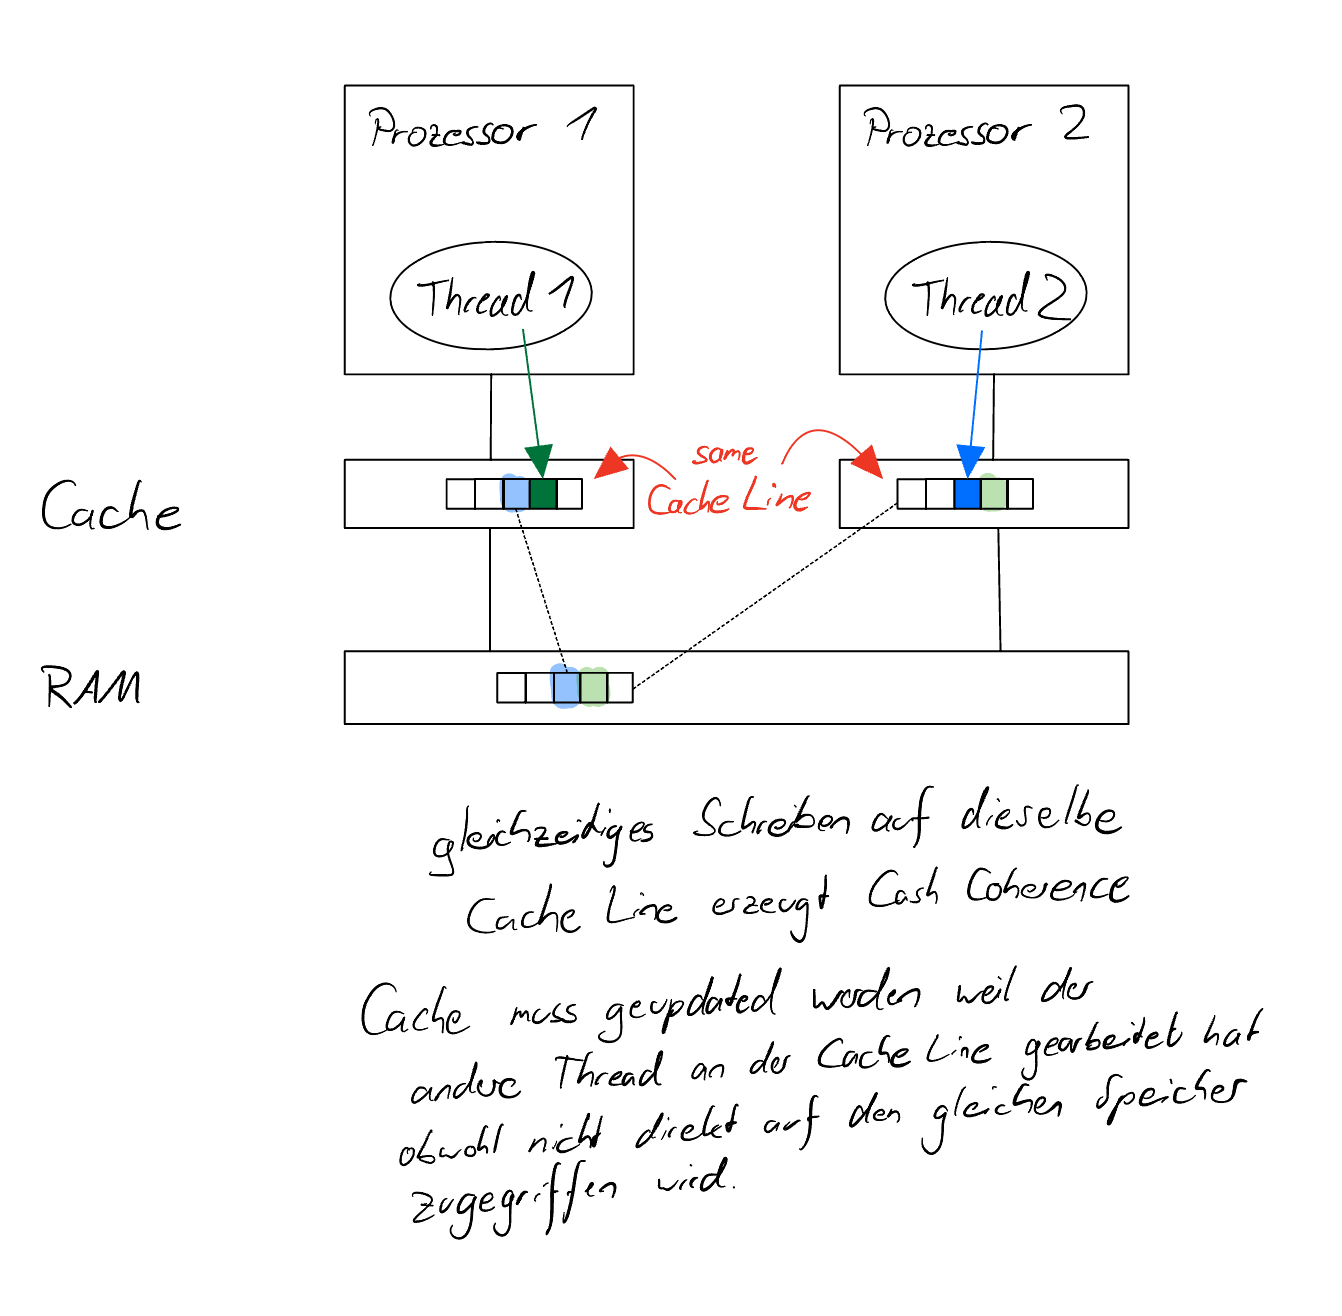 Prozessor 1
Prozessor 2
Thread 1
Thread 2
same
Cache Line
Cache
RAM
gleichzeitiges Schreiben auf dieselbe
Cache Line erzeugt Cash Coherence
Cache muss geupdated werden weil der
andere Thread an der Cache Line gearbeitet hat
obwohl nicht direkt auf den gleichen Speicher
zugegriffen wird.